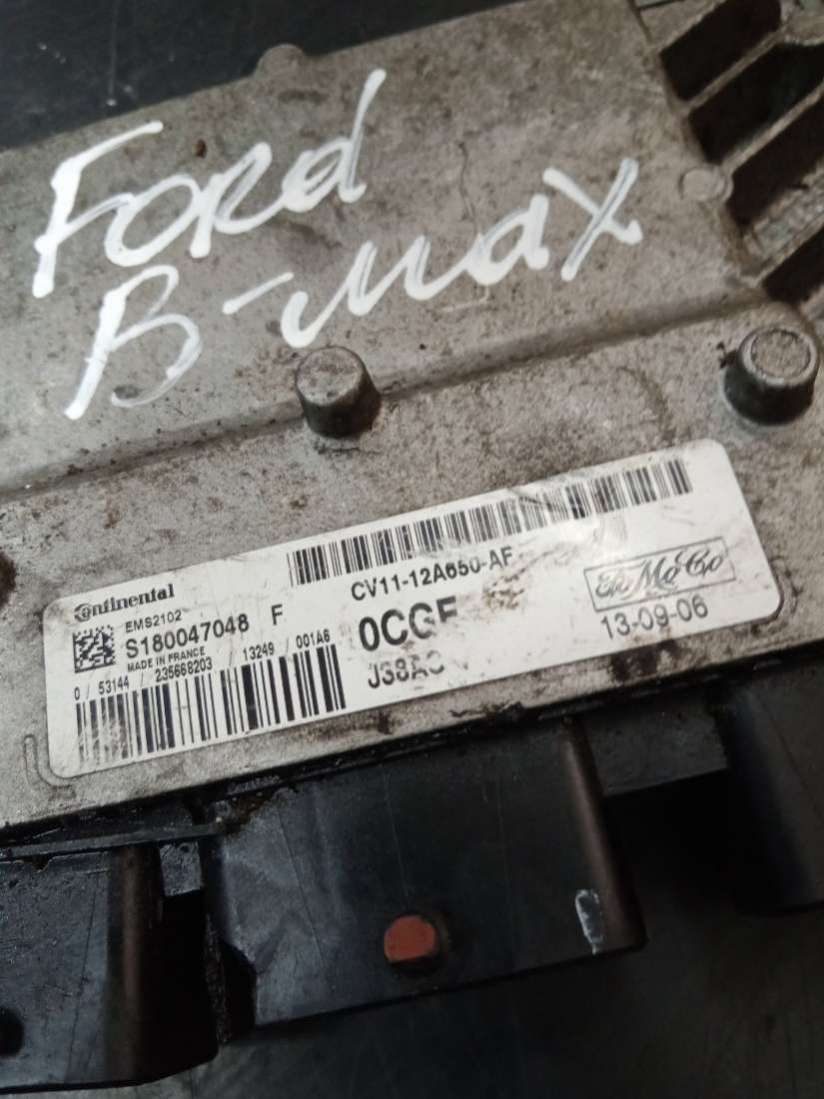 FORd
B-max
CV11-12A650-AF
Continental
EMS2102
S180047048 F
MADE IN FRANCE
0CGF
13-09-06
0 / 53144 / 235668203 / 13249 / 001A6